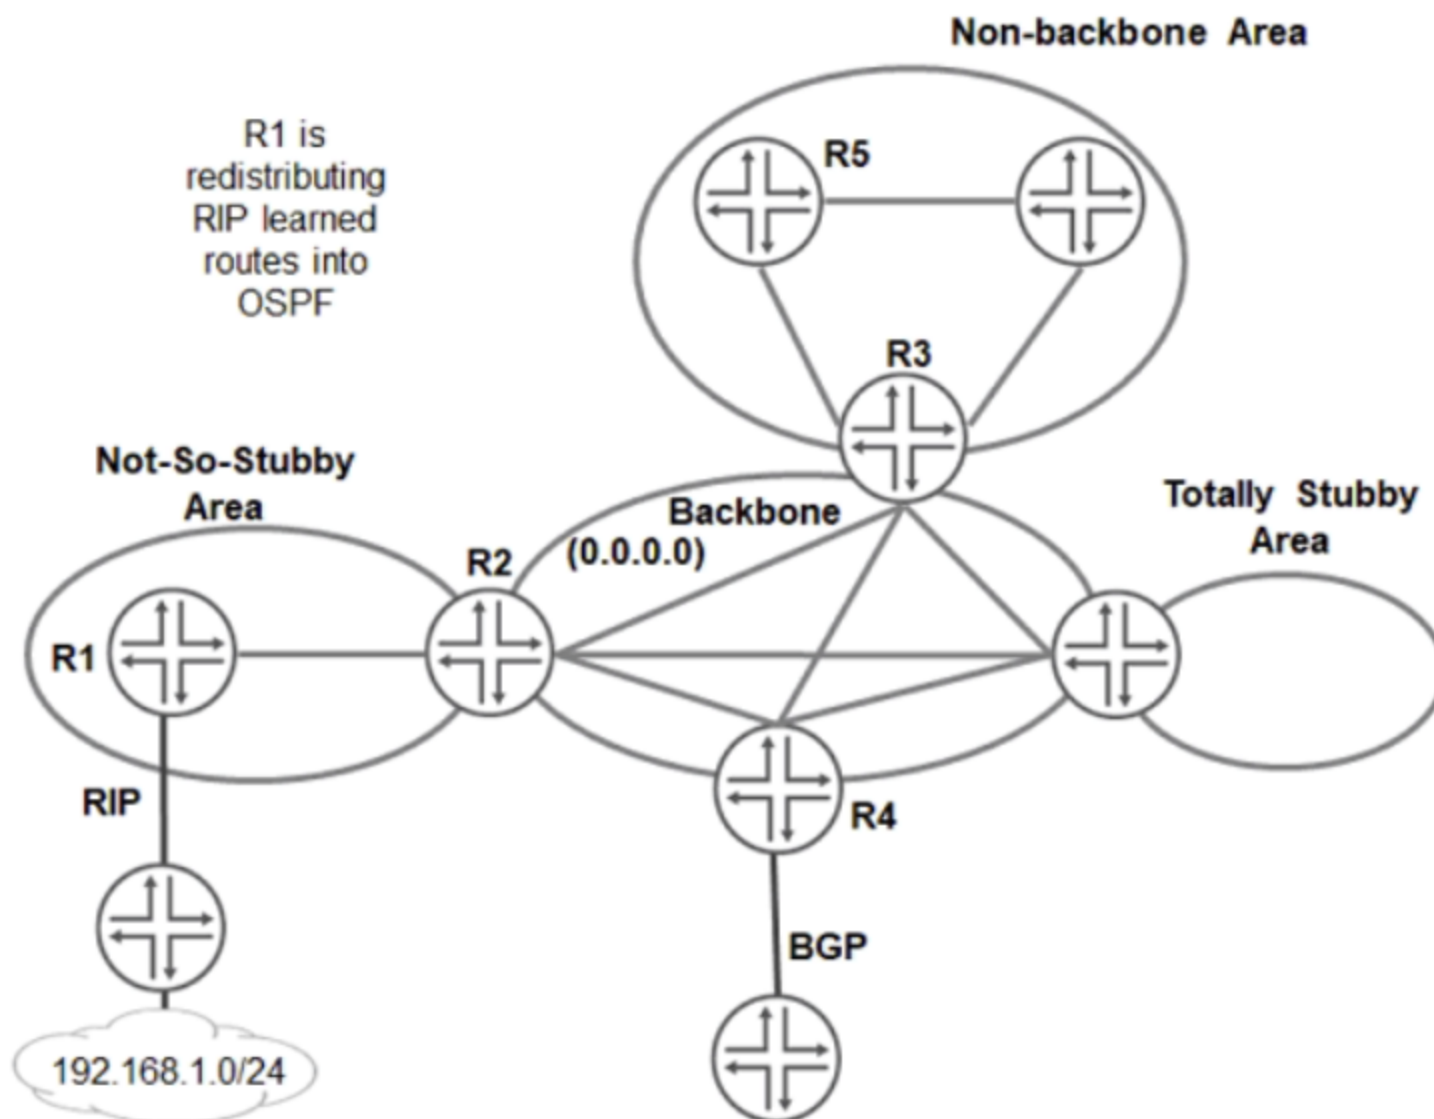 Non-backbone Area
R1 is
redistributing
RIP learned
routes into
OSPF
R5
R3
Not-So-Stubby
Area
Backbone
(0.0.0.0)
Totally Stubby
Area
R2
R1
RIP
R4
BGP
192.168.1.0/24